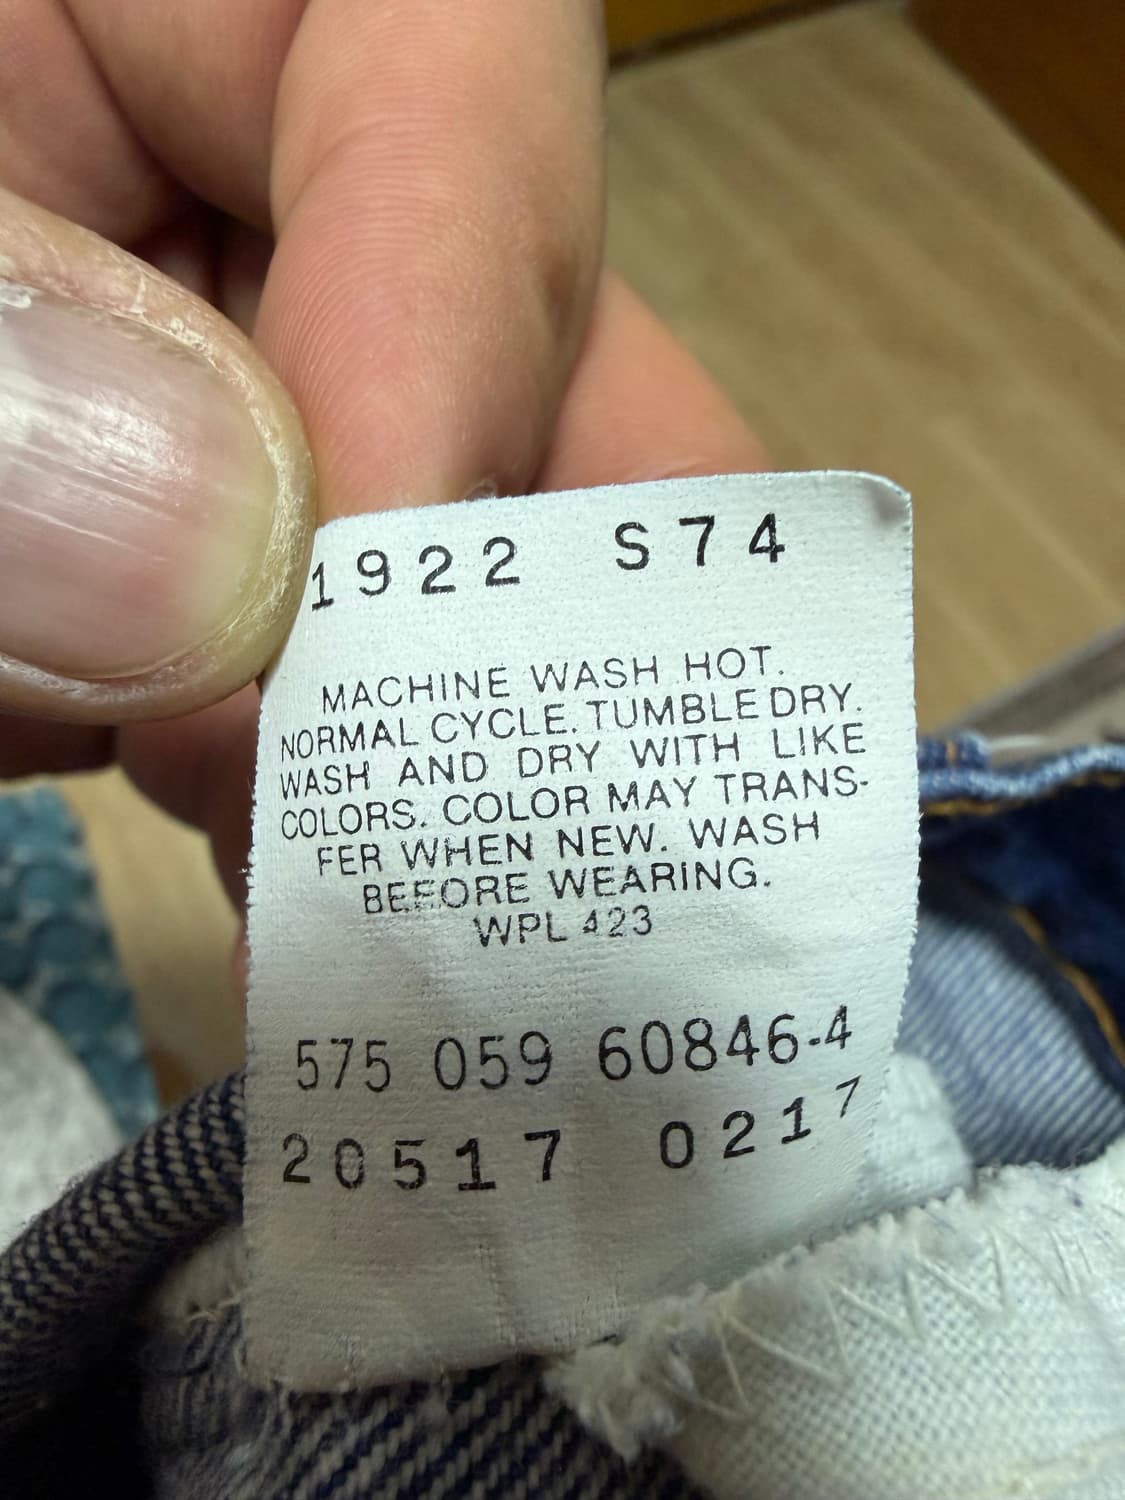 1922 S74
MACHINE WASH HOT.
NORMAL CYCLE. TUMBLE DRY.
WASH AND DRY WITH LIKE
COLORS. COLOR MAY TRANS-
FER WHEN NEW. WASH
BEFORE WEARING.
WPL 423
575 059 60846-4
20517 0217